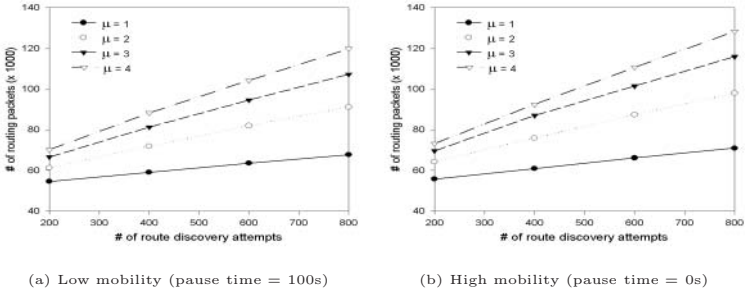 140
120
100
80
60
40
# of routing packets (x 1000)
μ = 1
μ = 2
μ = 3
μ = 4
200 300 400 500 600 700 800
# of route discovery attempts
(a) Low mobility (pause time = 100s)
140
120
100
80
60
40
# of routing packets (x 1000)
μ = 1
μ = 2
μ = 3
μ = 4
200 300 400 500 600 700 800
# of route discovery attempts
(b) High mobility (pause time = 0s)